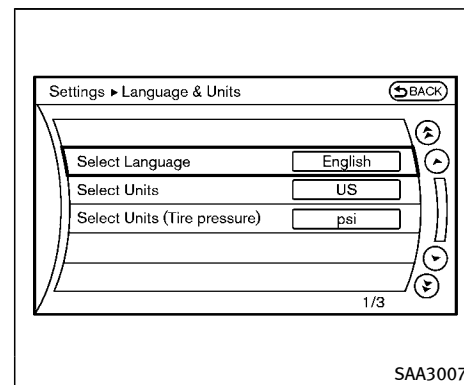 Settings ▸ Language & Units BACK
Select Language English
Select Units US
Select Units (Tire pressure) psi
1/3
SAA3007